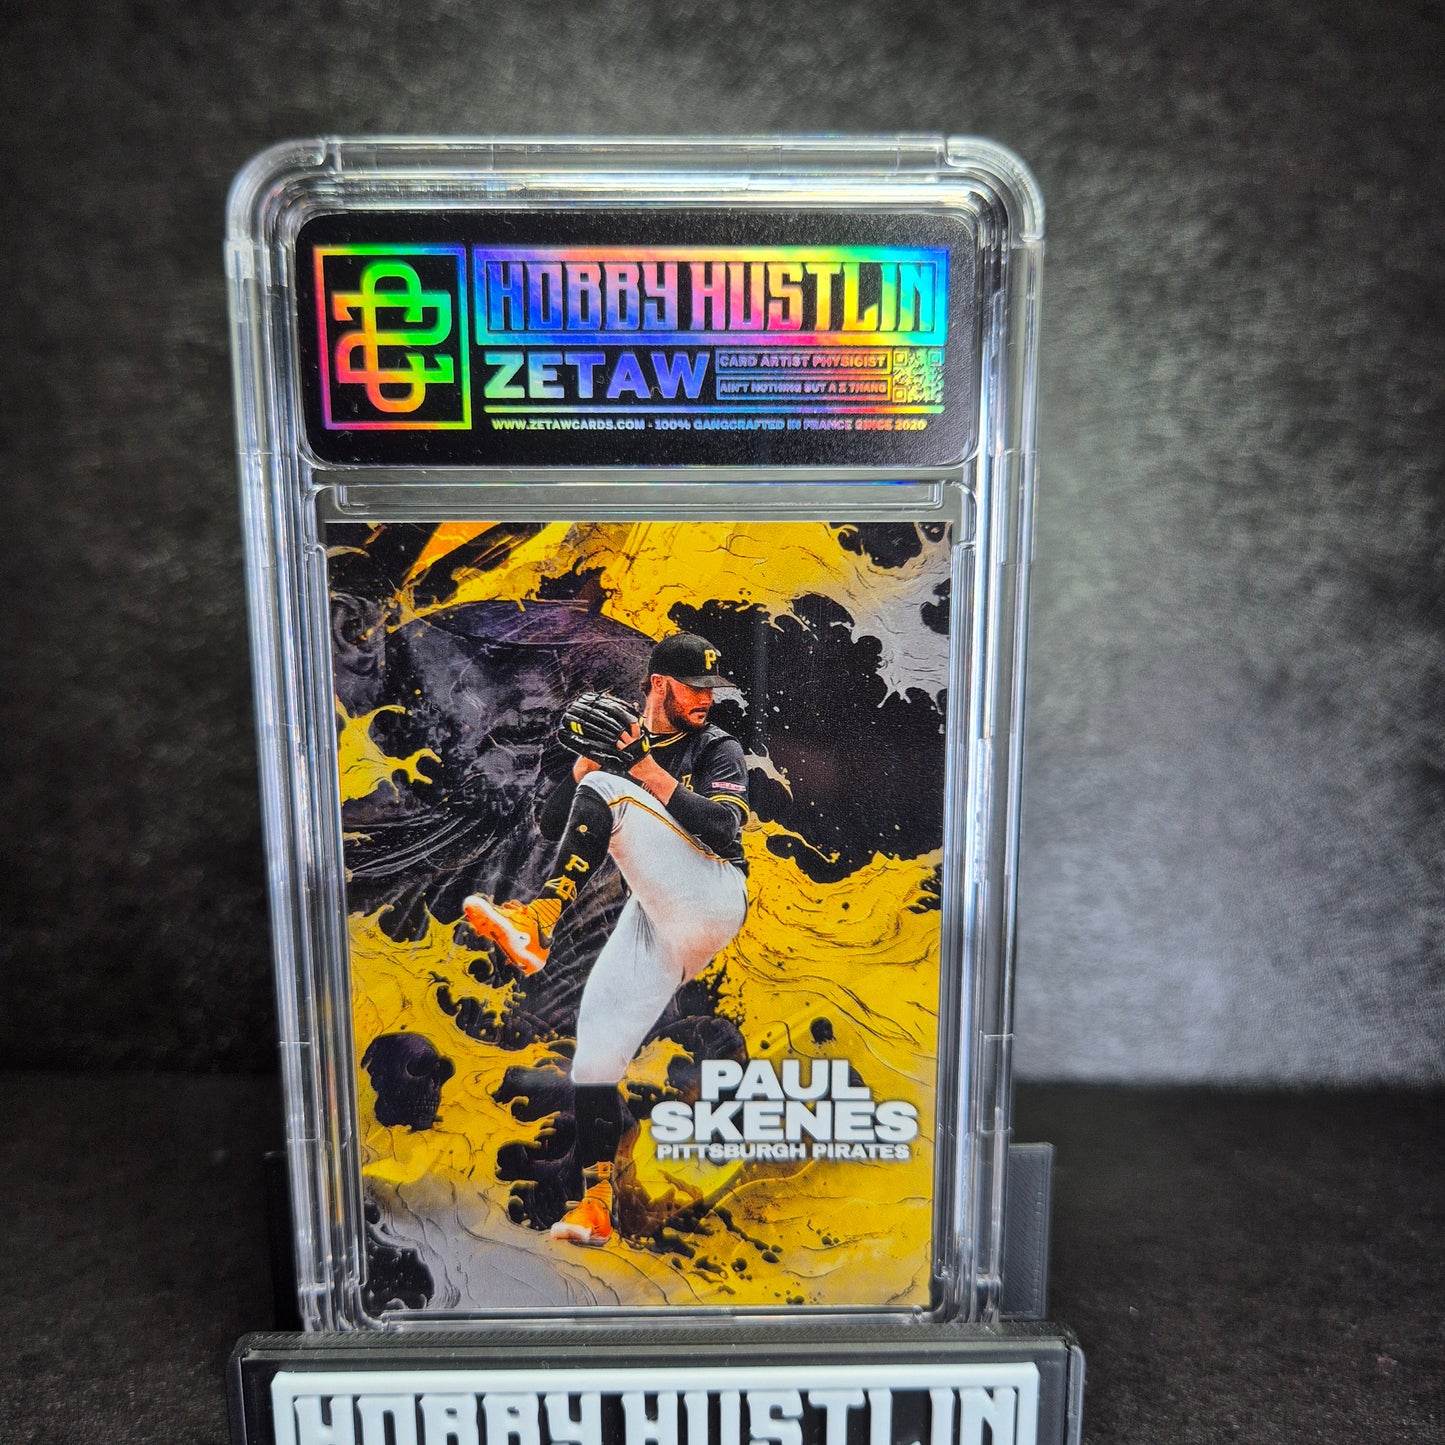 HOBBY HUSTLIN
ZETAW
CARD ARTIST PHYSICIST
AIN'T NOTHING BUT A Z THANG
WWW.ZETAWCARDS.COM - 100% GANGCRAFTED IN FRANCE SINCE 2020
P
P
PAUL
SKENES
PITTSBURGH PIRATES
HOBBY HUSTLIN